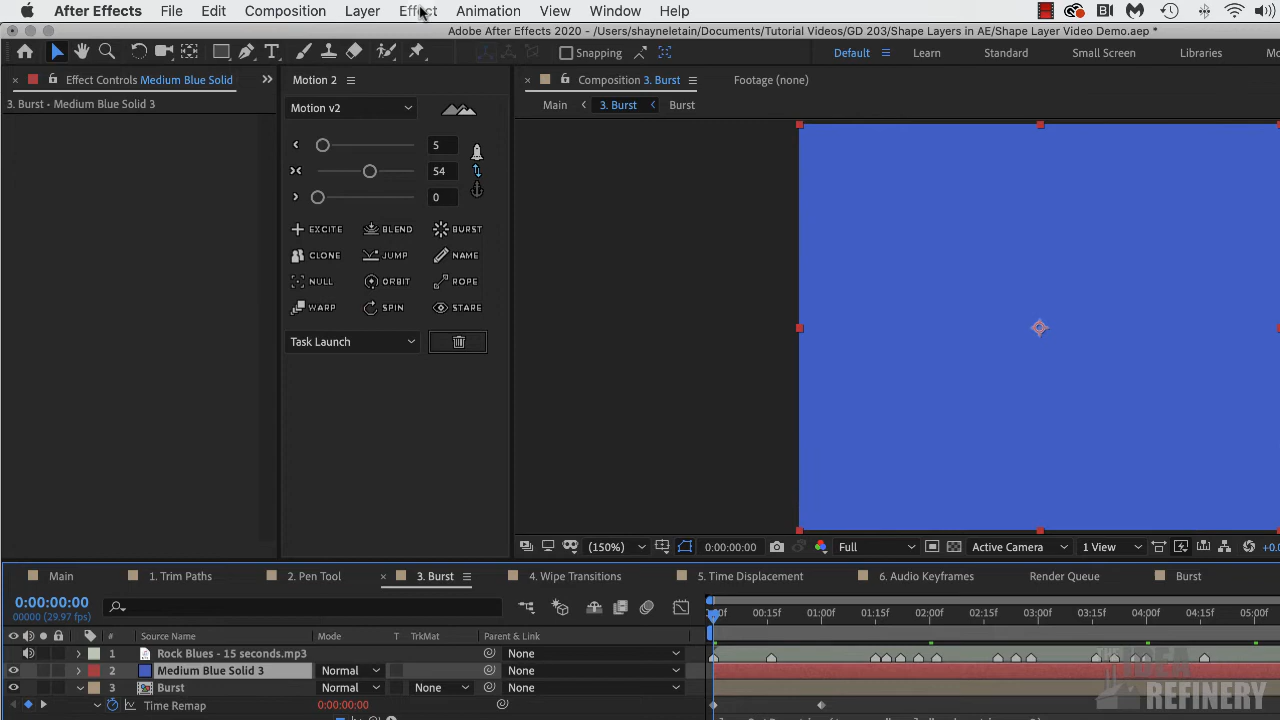 After Effects File Edit Composition Layer Effect Animation View Window Help
Adobe After Effects 2020 - /Users/shayneletain/Documents/Tutorial Videos/GD 203/Shape Layers in AE/Shape Layer Video Demo.aep *
Snapping Default Learn Standard Small Screen Libraries
Effect Controls Medium Blue Solid Motion 2 Composition 3. Burst Footage (none)
3. Burst - Medium Blue Solid 3 Motion v2 Main 3. Burst Burst
5
54
0
EXCITE BLEND BURST
CLONE JUMP NAME
NULL ORBIT ROPE
WARP SPIN STARE
Task Launch
(150%) 0:00:00:00 Full Active Camera 1 View +0.0
Main 1. Trim Paths 2. Pen Tool 3. Burst 4. Wipe Transitions 5. Time Displacement 6. Audio Keyframes Render Queue Burst
0:00:00:00
00000 (29.97 fps) 00:15f 01:00f 01:15f 02:00f 02:15f 03:00f 03:15f 04:00f 04:15f 05:00f
# Source Name Mode T TrkMat Parent & Link
1 Rock Blues - 15 seconds.mp3 None
2 Medium Blue Solid 3 Normal None
3 Burst Normal None None
Time Remap 0:00:00:00
THE IDEA
REFINERY